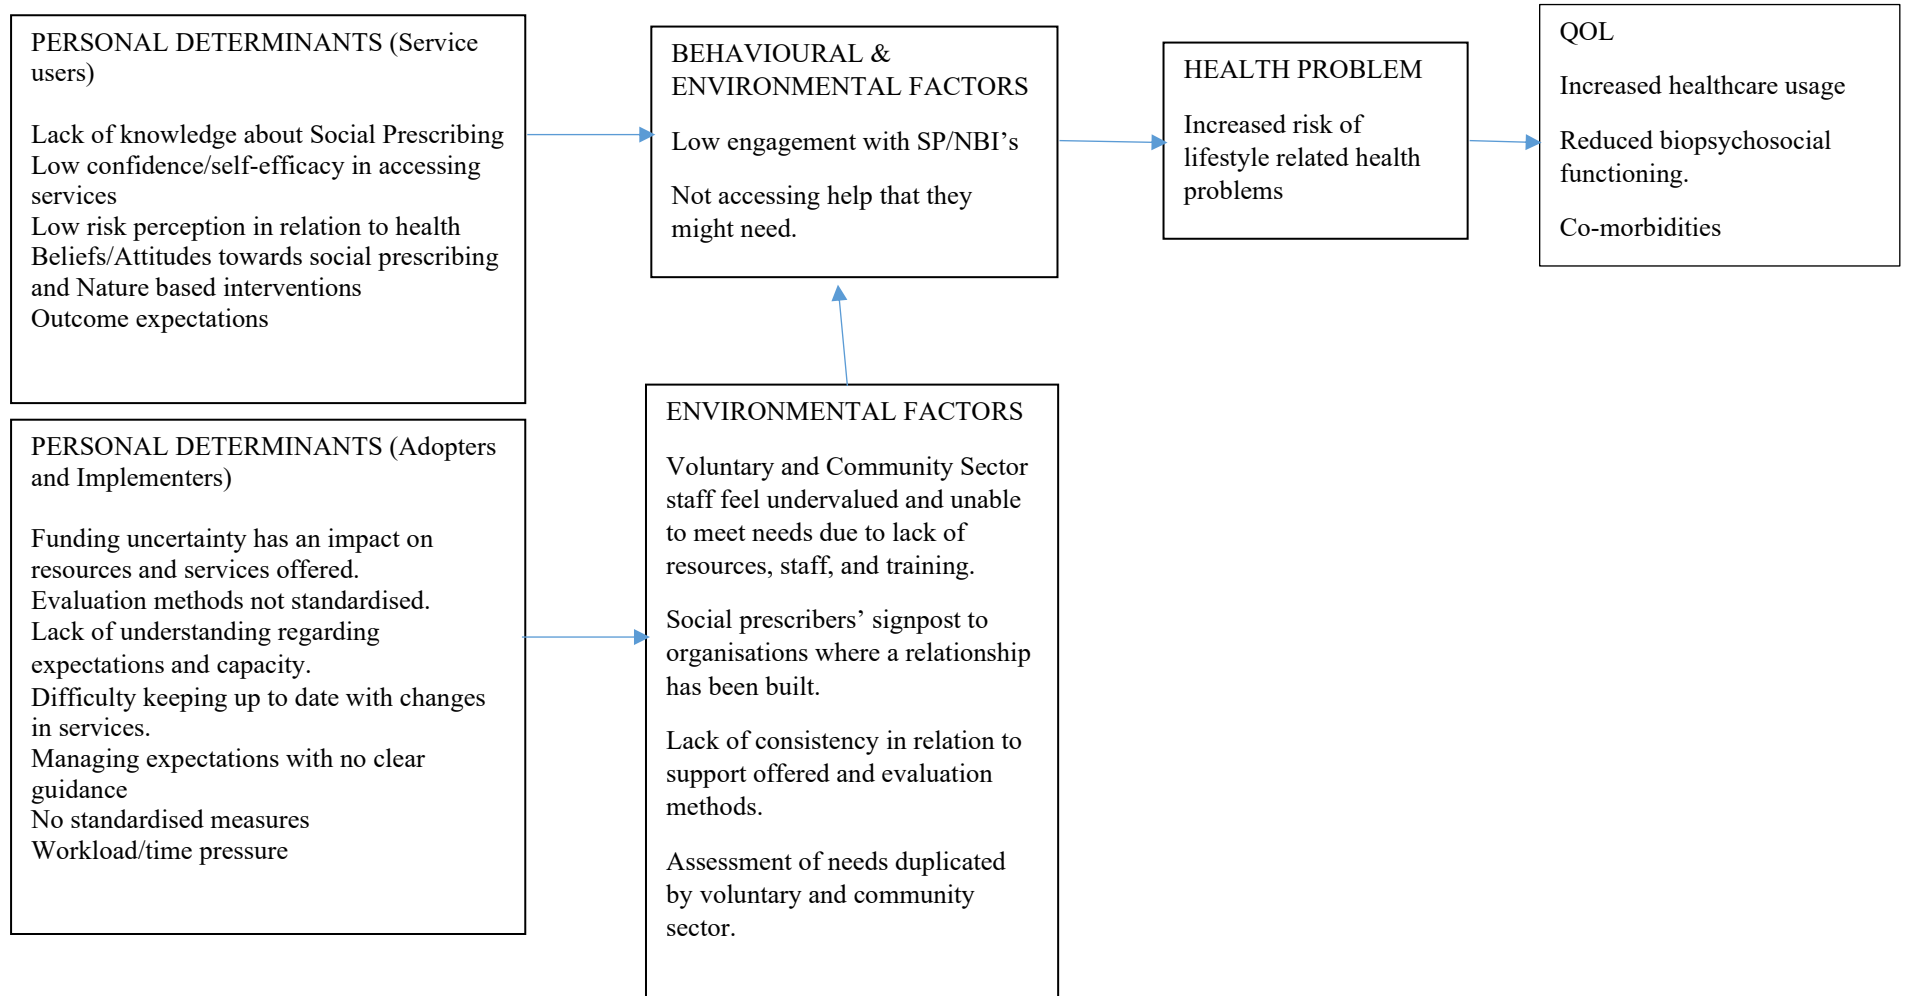 PERSONAL DETERMINANTS (Service
users)
Lack of knowledge about Social Prescribing
Low confidence/self-efficacy in accessing
services
Low risk perception in relation to health
Beliefs/Attitudes towards social prescribing
and Nature based interventions
Outcome expectations
BEHAVIOURAL &
ENVIRONMENTAL FACTORS
Low engagement with SP/NBI’s
Not accessing help that they
might need.
HEALTH PROBLEM
Increased risk of
lifestyle related health
problems
QOL
Increased healthcare usage
Reduced biopsychosocial
functioning.
Co-morbidities
PERSONAL DETERMINANTS (Adopters
and Implementers)
Funding uncertainty has an impact on
resources and services offered.
Evaluation methods not standardised.
Lack of understanding regarding
expectations and capacity.
Difficulty keeping up to date with changes
in services.
Managing expectations with no clear
guidance
No standardised measures
Workload/time pressure
ENVIRONMENTAL FACTORS
Voluntary and Community Sector
staff feel undervalued and unable
to meet needs due to lack of
resources, staff, and training.
Social prescribers’ signpost to
organisations where a relationship
has been built.
Lack of consistency in relation to
support offered and evaluation
methods.
Assessment of needs duplicated
by voluntary and community
sector.